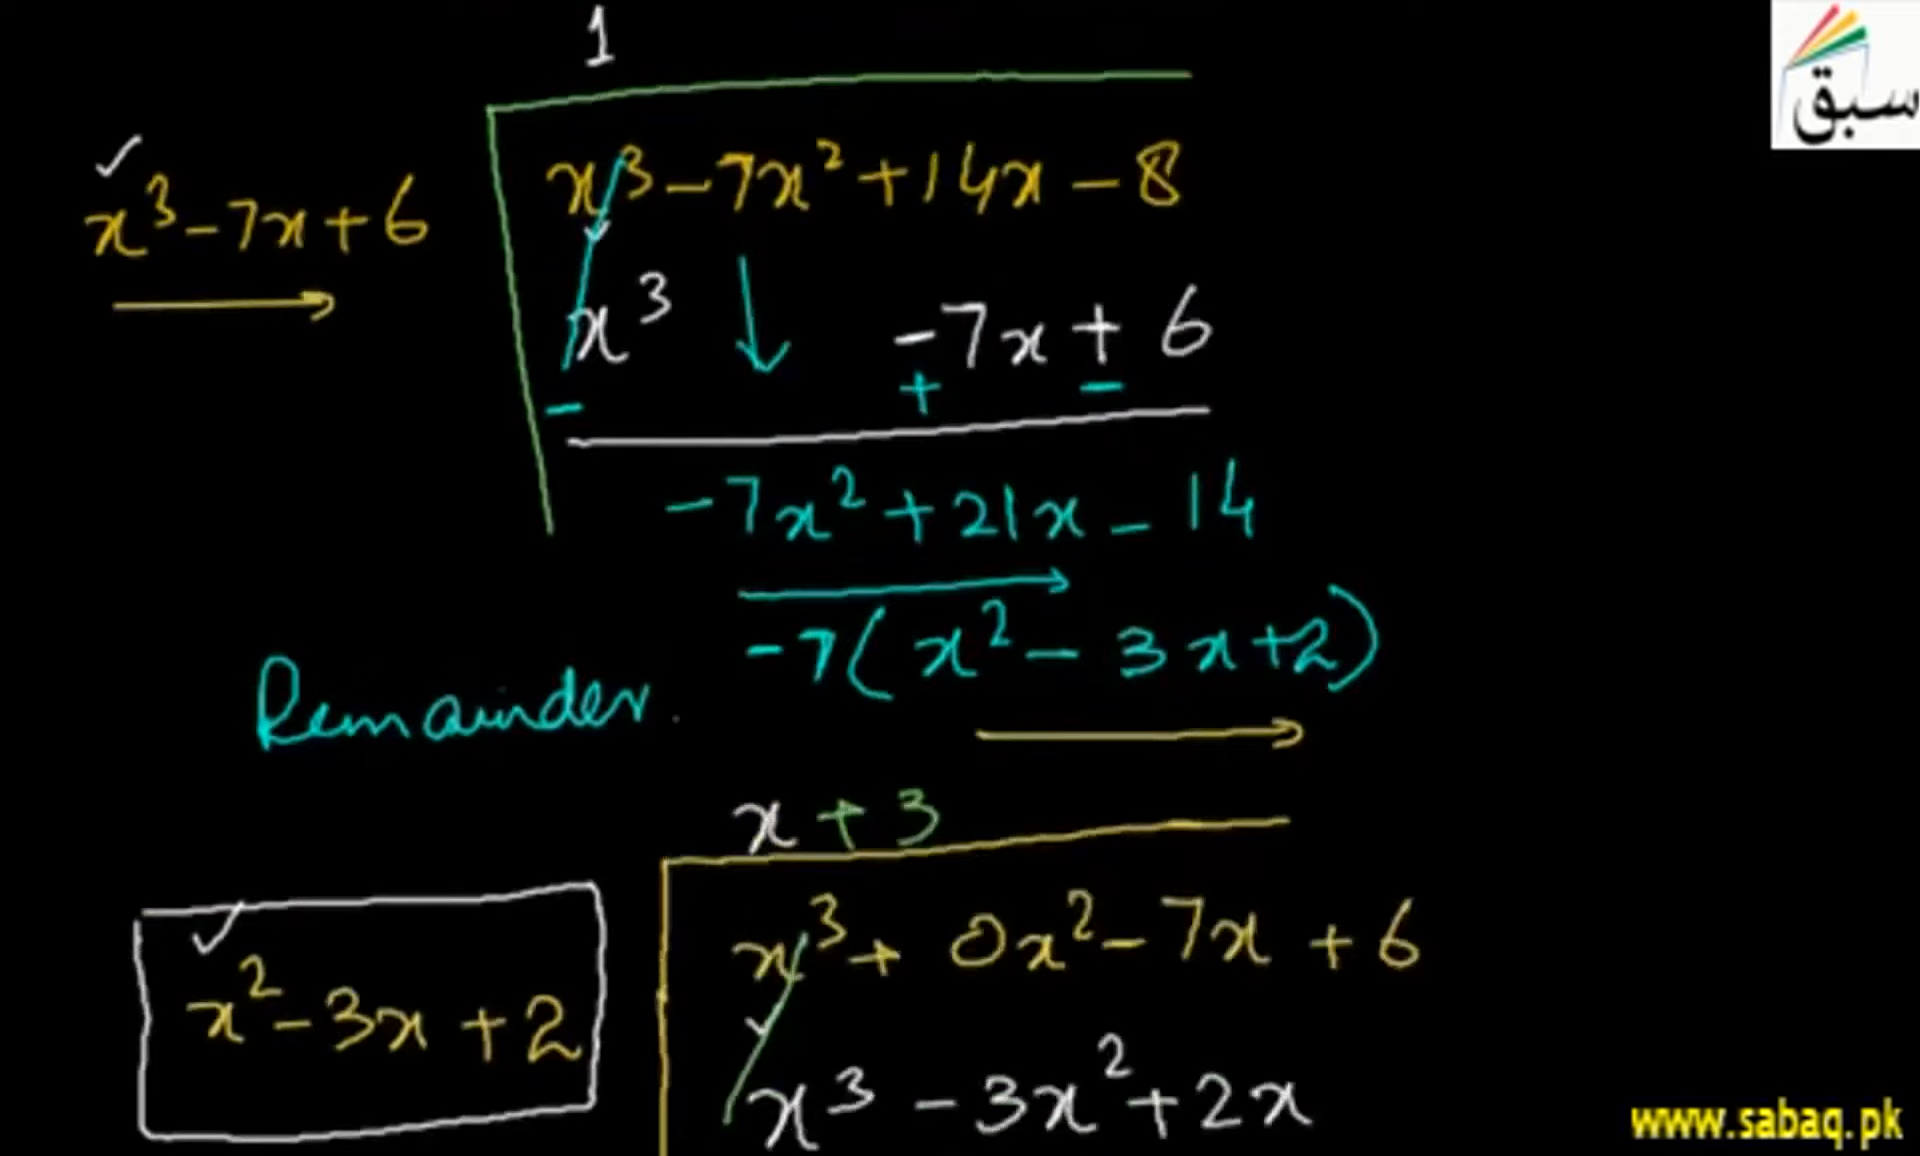 1
سبق
x³ - 7x + 6
x³ - 7x² + 14x - 8
x³ - 7x + 6
- + -
-7x² + 21x - 14
-7(x² - 3x + 2)
Remainder.
x + 3
x² - 3x + 2
x³ + 0x² - 7x + 6
x³ - 3x² + 2x
www.sabaq.pk